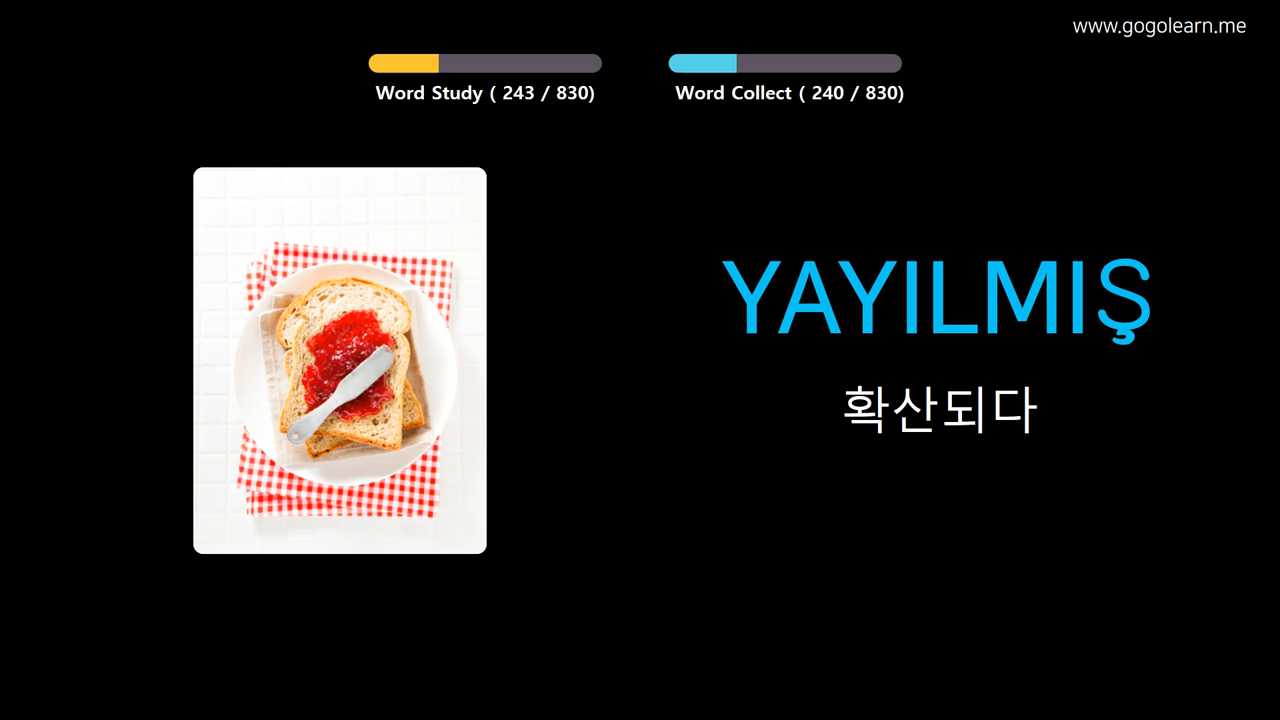 www.gogolearn.me
Word Study ( 243 / 830)
Word Collect ( 240 / 830)
YAYILMIŞ
확산되다